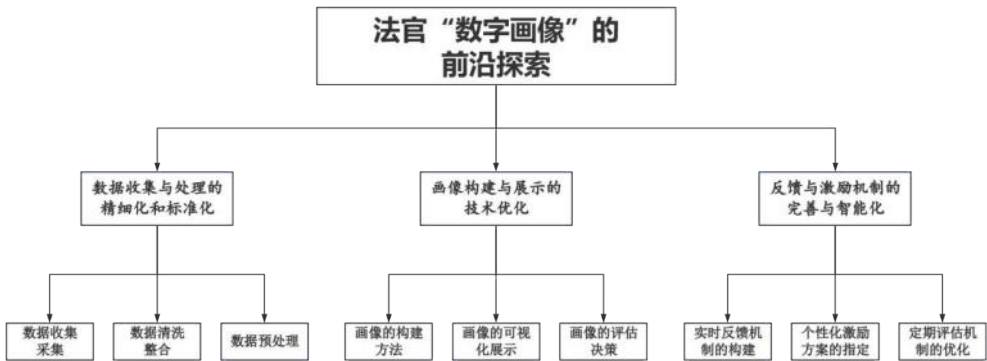 法官“数字画像”的
前沿探索
数据收集与处理的
精细化和标准化
画像构建与展示的
技术优化
反馈与激励机制的
完善与智能化
数据收集
采集
数据清洗
整合
数据预处理
画像的构建
方法
画像的可视
化展示
画像的评估
决策
实时反馈机
制的构建
个性化激励
方案的指定
定期评估机
制的优化